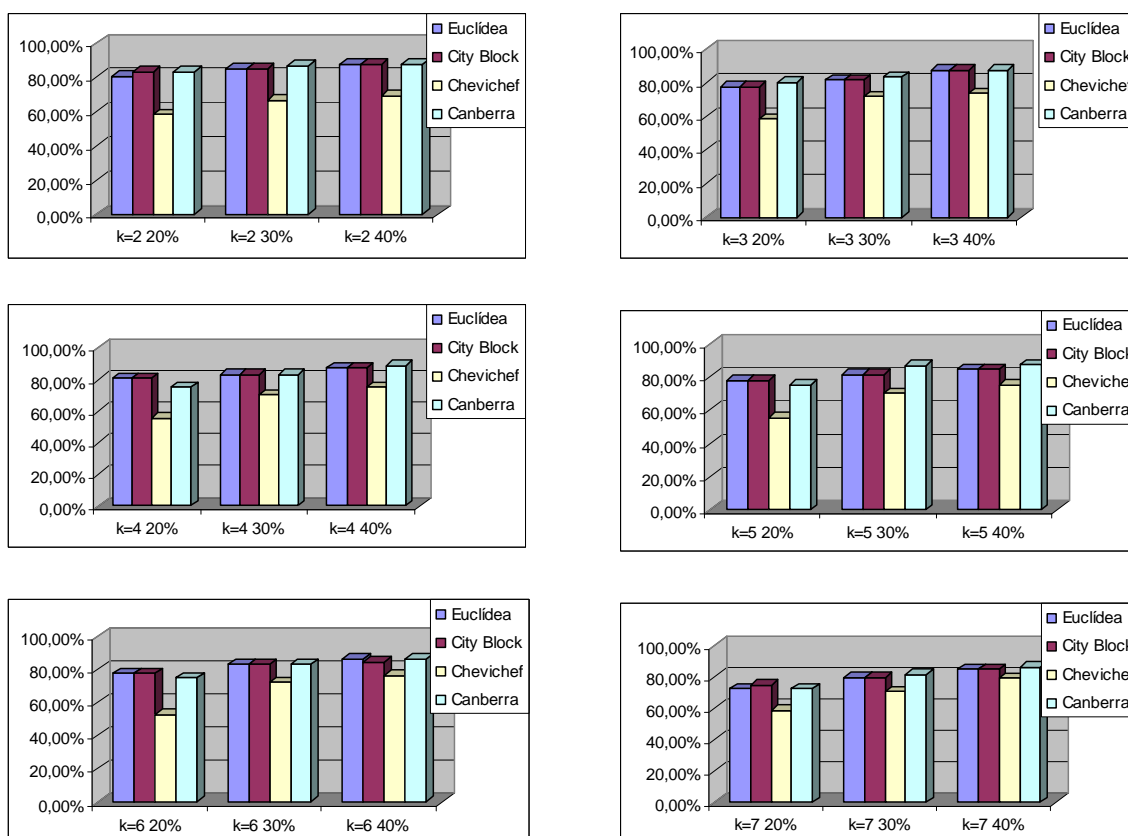 Euclídea
City Block
Chevichef
Canberra
100,00%
80,00%
60,00%
40,00%
20,00%
0,00%
k=2 20% k=2 30% k=2 40%
Euclídea
City Block
Chevichef
Canberra
100,00%
80,00%
60,00%
40,00%
20,00%
0,00%
k=3 20% k=3 30% k=3 40%
Euclídea
City Block
Chevichef
Canberra
100,00%
80,00%
60,00%
40,00%
20,00%
0,00%
k=4 20% k=4 30% k=4 40%
Euclídea
City Block
Chevichef
Canberra
100,00%
80,00%
60,00%
40,00%
20,00%
0,00%
k=5 20% k=5 30% k=5 40%
Euclídea
City Block
Chevichef
Canberra
100,00%
80,00%
60,00%
40,00%
20,00%
0,00%
k=6 20% k=6 30% k=6 40%
Euclídea
City Block
Chevichef
Canberra
100,00%
80,00%
60,00%
40,00%
20,00%
0,00%
k=7 20% k=7 30% k=7 40%